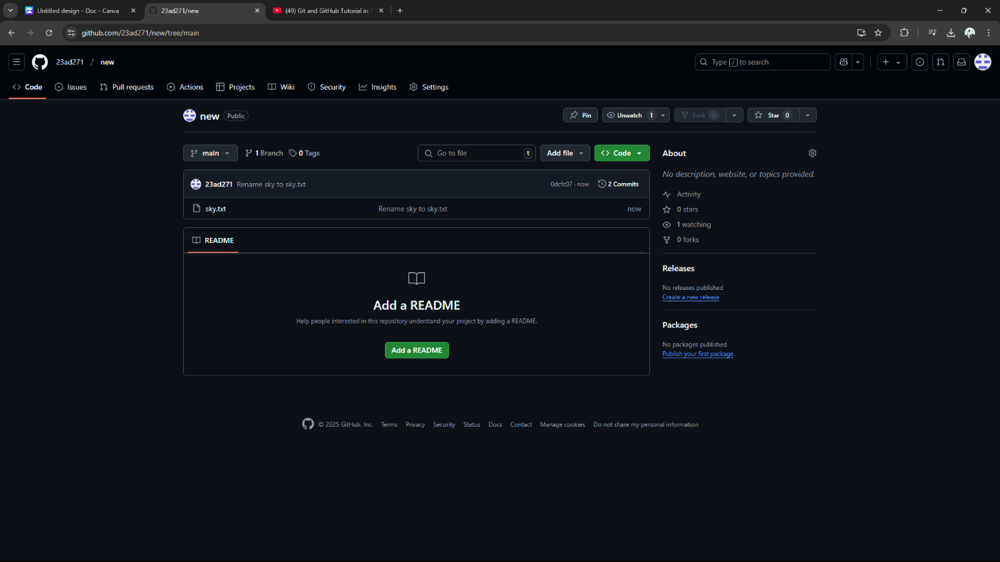 Untitled design - Doc - Canva
23ad271/new
(49) Git and GitHub Tutorial in
github.com/23ad271/new/tree/main
23ad271 / new
Type / to search
Code
Issues
Pull requests
Actions
Projects
Wiki
Security
Insights
Settings
new Public
Pin
Unwatch 1
Fork 0
Star 0
main
1 Branch
0 Tags
Go to file t
Add file
Code
23ad271 Rename sky to sky.txt 0dcfc07 · now 2 Commits
sky.txt Rename sky to sky.txt now
README
Add a README
Help people interested in this repository understand your project by adding a README.
Add a README
About
No description, website, or topics provided.
Activity
0 stars
1 watching
0 forks
Releases
No releases published
Create a new release
Packages
No packages published
Publish your first package
© 2025 GitHub, Inc. Terms Privacy Security Status Docs Contact Manage cookies Do not share my personal information